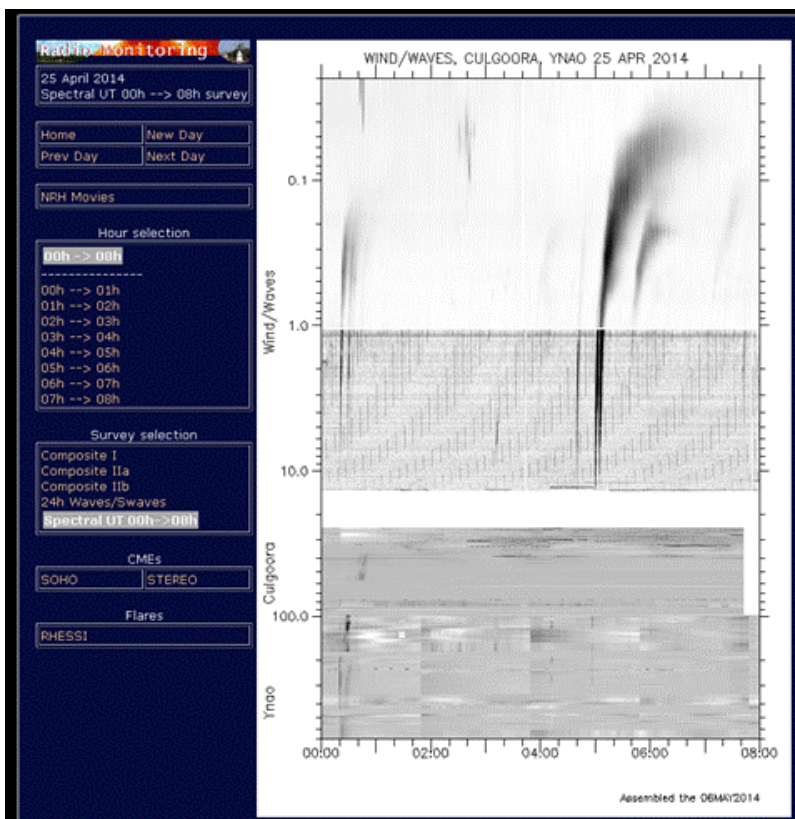 Radio Monitoring
25 April 2014
Spectral UT 00h --> 08h survey
Home New Day
Prev Day Next Day
NRH Movies
Hour selection
00h -> 08h
---------------
00h --> 01h
01h --> 02h
02h --> 03h
03h --> 04h
04h --> 05h
05h --> 06h
06h --> 07h
07h --> 08h
Survey selection
Composite I
Composite IIa
Composite IIb
24h Waves/Swaves
Spectral UT 00h->08h
CMEs
SOHO STEREO
Flares
RHESSI
WIND/WAVES, CULGOORA, YNAO 25 APR 2014
0.1
1.0
10.0
100.0
Wind/Waves
Culgoora
Ynao
00:00 02:00 04:00 06:00 08:00
Assembled the 06MAY2014